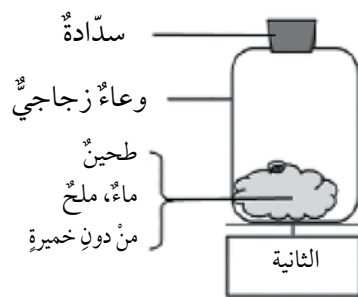 سدّادةٌ
وعاءٌ زجاجيٌّ
طحينٌ
ماءٌ، ملحٌ
منْ دونِ خميرةٍ
الثانية